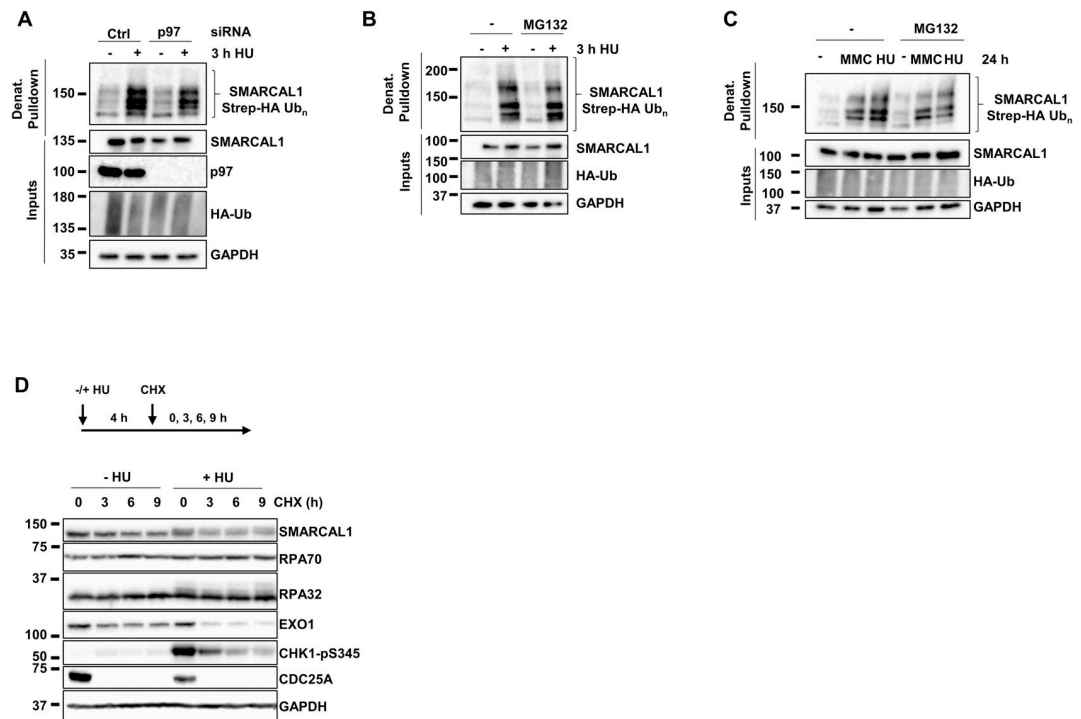 A
Ctrl p97 siRNA
- + - + 3 h HU
Denat. Pulldown
150
SMARCAL1
Strep-HA Ubn
Inputs
135 SMARCAL1
100 p97
180
135
HA-Ub
35 GAPDH
B
- MG132
- + - + 3 h HU
Denat. Pulldown
200
150
SMARCAL1
Strep-HA Ubn
Inputs
100 SMARCAL1
150
100
HA-Ub
37 GAPDH
C
- MG132
- MMC HU - MMC HU 24 h
Denat. Pulldown
150
SMARCAL1
Strep-HA Ubn
Inputs
100 SMARCAL1
150
100
HA-Ub
37 GAPDH
D
-/+ HU CHX
4 h 0, 3, 6, 9 h
- HU + HU
0 3 6 9 0 3 6 9 CHX (h)
150 SMARCAL1
75 RPA70
37 RPA32
100 EXO1
50 CHK1-pS345
75 CDC25A
37 GAPDH